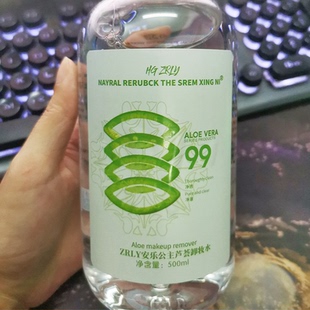 HG ZRLY
NAYRAL RERUBCK THE SREM XING NI®
ALOE VERA
99
Aloe makeup remover
ZRLY安乐公主芦荟卸妆水
净含量：500ml